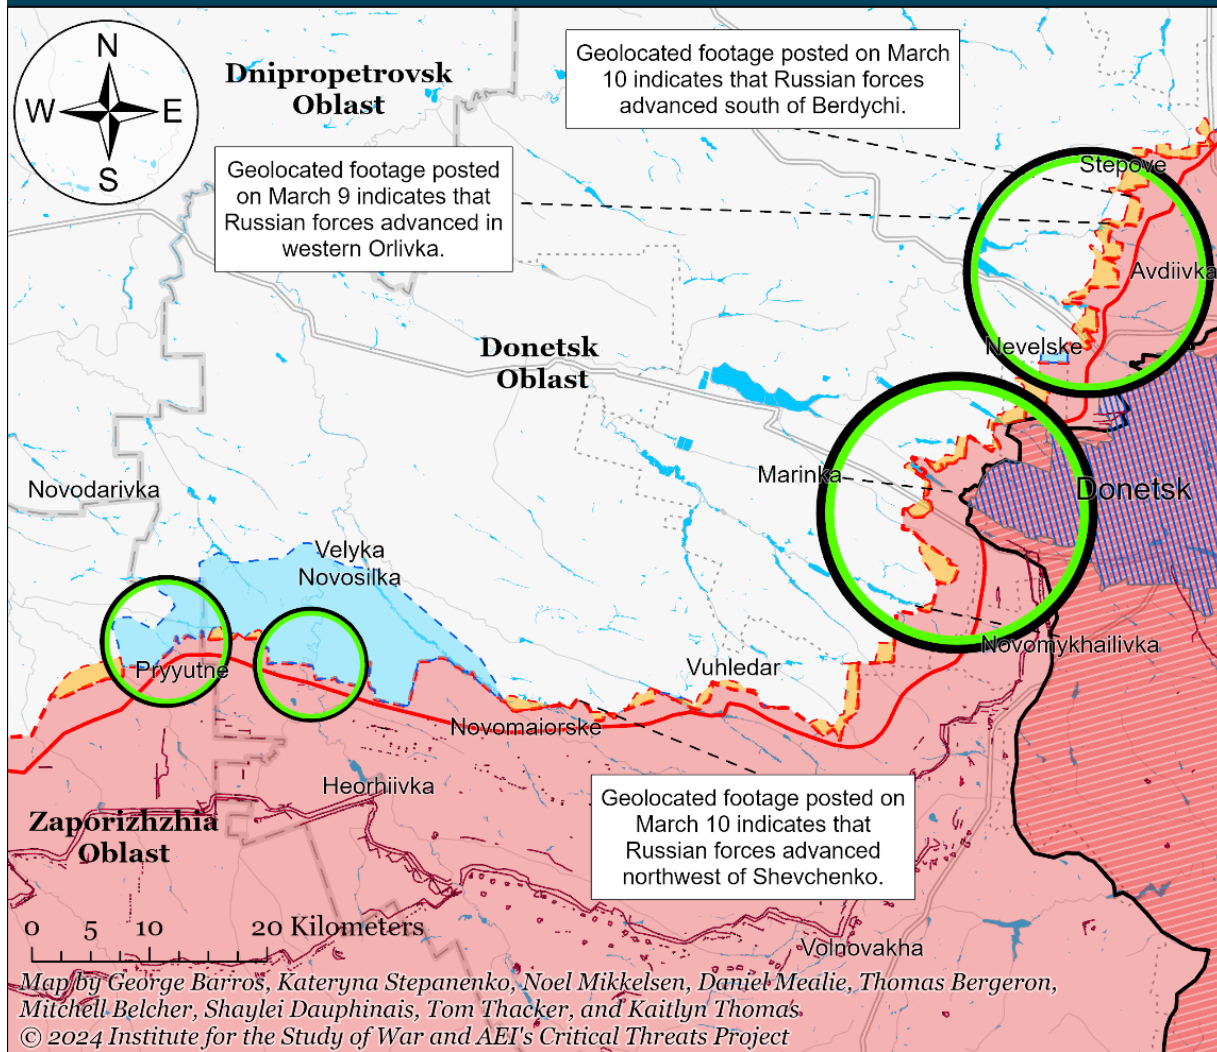 N
W
E
S
Dnipropetrovsk
Oblast
Geolocated footage posted on March
10 indicates that Russian forces
advanced south of Berdychi.
Geolocated footage posted
on March 9 indicates that
Russian forces advanced in
western Orlivka.
Stepove
Avdiivka
Nevelske
Donetsk
Oblast
Marinka
Donetsk
Novodarivka
Velyka
Novosilka
Pryyutne
Novomykhailivka
Vuhledar
Novomaiorske
Heorhiivka
Geolocated footage posted on
March 10 indicates that
Russian forces advanced
northwest of Shevchenko.
Zaporizhzhia
Oblast
0 5 10 20 Kilometers
Volnovakha
Map by George Barros, Kateryna Stepanenko, Noel Mikkelsen, Daniel Mealie, Thomas Bergeron,
Mitchell Belcher, Shaylei Dauphinais, Tom Thacker, and Kaitlyn Thomas
© 2024 Institute for the Study of War and AEI's Critical Threats Project